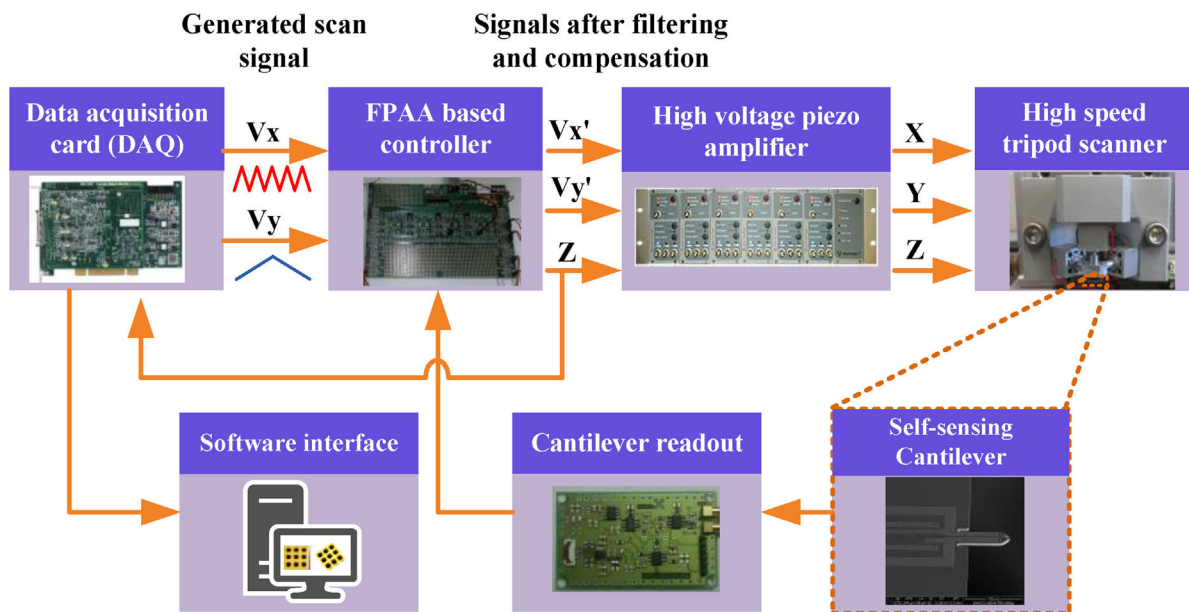 Generated scan
signal
Signals after filtering
and compensation
Data acquisition
card (DAQ)
Vx
Vy
FPAA based
controller
Vx'
Vy'
Z
High voltage piezo
amplifier
X
Y
Z
High speed
tripod scanner
Software interface
Cantilever readout
Self-sensing
Cantilever